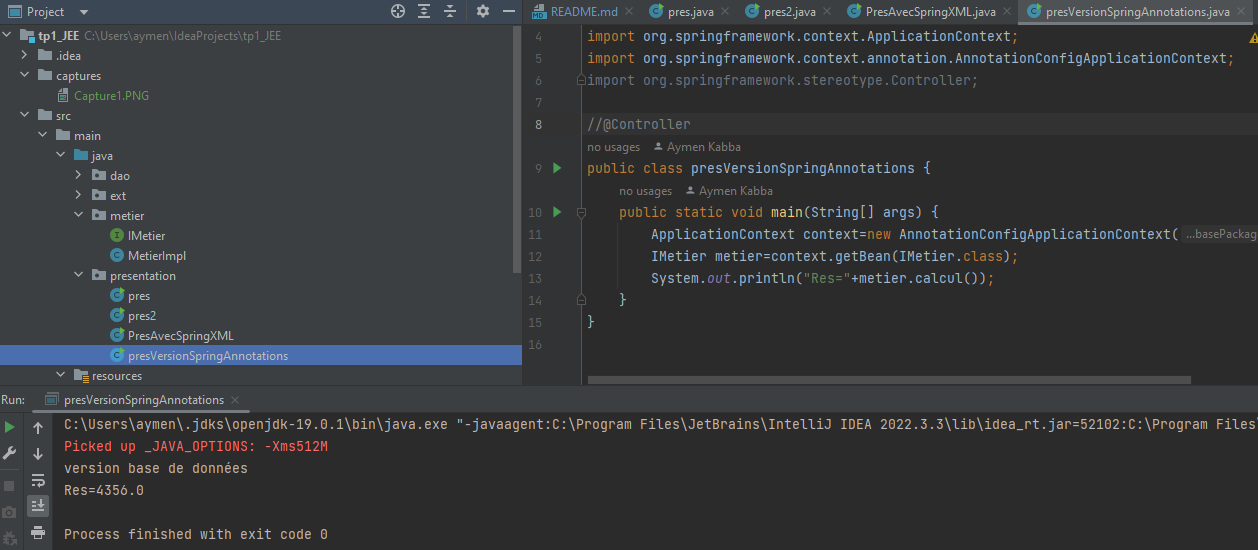 Project
README.md
pres.java
pres2.java
PresAvecSpringXML.java
presVersionSpringAnnotations.java
tp1_JEE C:\Users\aymen\IdeaProjects\tp1_JEE
.idea
captures
Capture1.PNG
src
main
java
dao
ext
metier
IMetier
MetierImpl
presentation
pres
pres2
PresAvecSpringXML
presVersionSpringAnnotations
resources
4 import org.springframework.context.ApplicationContext;
5 import org.springframework.context.annotation.AnnotationConfigApplicationContext;
6 import org.springframework.stereotype.Controller;
7
8 //@Controller
no usages Aymen Kabba
9 public class presVersionSpringAnnotations {
no usages Aymen Kabba
10 public static void main(String[] args) {
11 ApplicationContext context=new AnnotationConfigApplicationContext( ...basePackag
12 IMetier metier=context.getBean(IMetier.class);
13 System.out.println("Res="+metier.calcul());
14 }
15 }
16
Run: presVersionSpringAnnotations
C:\Users\aymen\.jdks\openjdk-19.0.1\bin\java.exe "-javaagent:C:\Program Files\JetBrains\IntelliJ IDEA 2022.3.3\lib\idea_rt.jar=52102:C:\Program Files
Picked up _JAVA_OPTIONS: -Xms512M
version base de données
Res=4356.0
Process finished with exit code 0